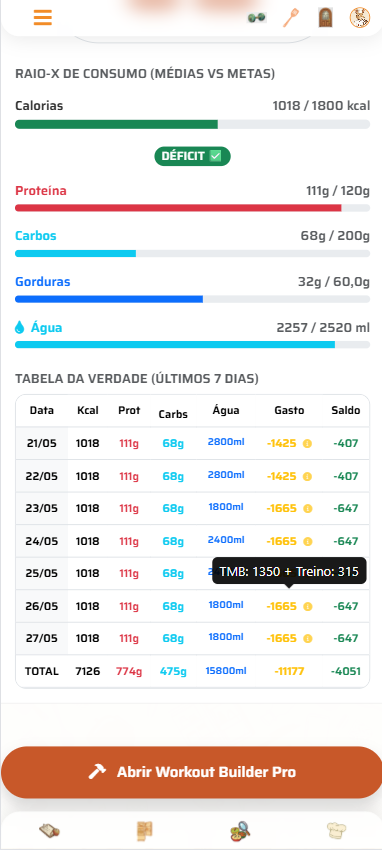 RAIO-X DE CONSUMO (MÉDIAS VS METAS)
Calorias 1018 / 1800 kcal
DÉFICIT ✅
Proteína 111g / 120g
Carbos 68g / 200g
Gorduras 32g / 60,0g
Água 2257 / 2520 ml
TABELA DA VERDADE (ÚLTIMOS 7 DIAS)
Data Kcal Prot Carbs Água Gasto Saldo
21/05 1018 111g 68g 2800ml -1425 -407
22/05 1018 111g 68g 2800ml -1425 -407
23/05 1018 111g 68g 1800ml -1665 -647
24/05 1018 111g 68g 2400ml -1665 -647
TMB: 1350 + Treino: 315
25/05 1018 111g 68g
26/05 1018 111g 68g 1800ml -1665 -647
27/05 1018 111g 68g 1800ml -1665 -647
TOTAL 7126 774g 475g 15800ml -11177 -4051
Abrir Workout Builder Pro